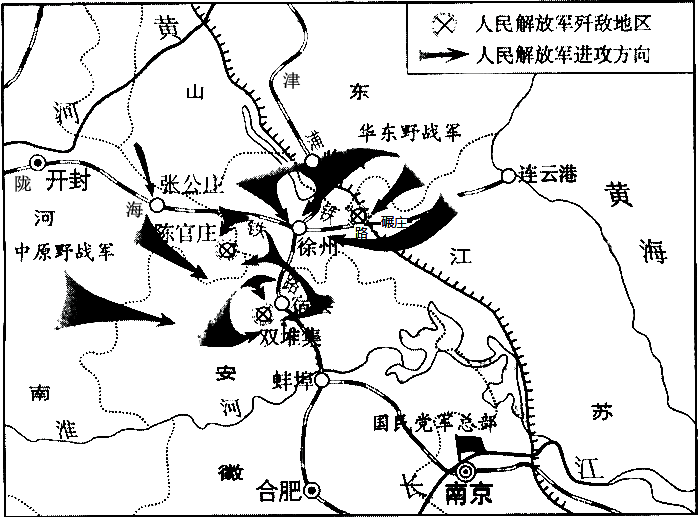 人民解放军歼敌地区
人民解放军进攻方向
黄
河
山
东
津
浦
铁
路
华东野战军
连云港
黄
海
陇
开封
海
张公庄
铁
路
碾庄
河
南
中原野战军
陈官庄
徐州
江
苏
双堆集
安
徽
蚌埠
淮
河
国民党军总部
合肥
南京
长
江